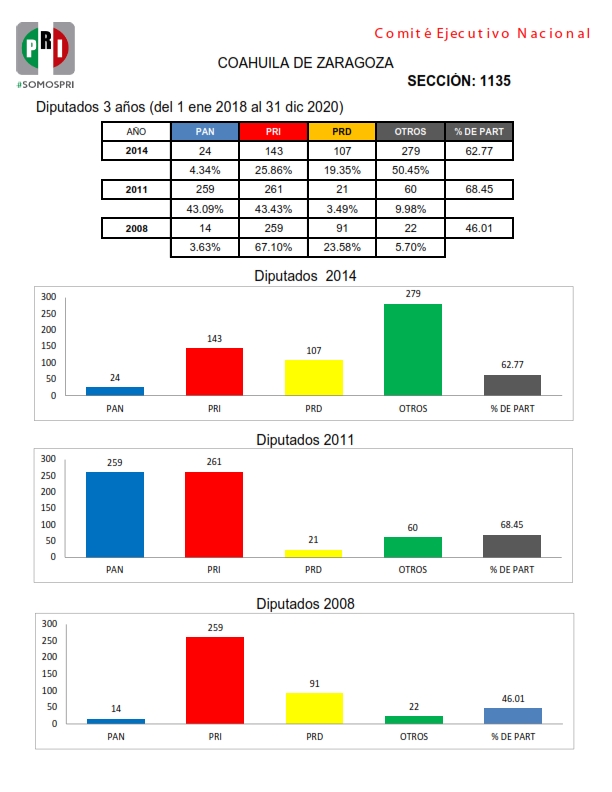 Comité Ejecutivo Nacional
PRI
#SOMOSPRI
COAHUILA DE ZARAGOZA
SECCIÓN: 1135
Diputados 3 años (del 1 ene 2018 al 31 dic 2020)
AÑO PAN PRI PRD OTROS % DE PART
2014 24 143 107 279 62.77
4.34% 25.86% 19.35% 50.45%
2011 259 261 21 60 68.45
43.09% 43.43% 3.49% 9.98%
2008 14 259 91 22 46.01
3.63% 67.10% 23.58% 5.70%
Diputados 2014
300
250
200
150
100
50
0
24 143 107 279 62.77
PAN PRI PRD OTROS % DE PART
Diputados 2011
300
250
200
150
100
50
0
259 261 21 60 68.45
PAN PRI PRD OTROS % DE PART
Diputados 2008
300
250
200
150
100
50
0
14 259 91 22 46.01
PAN PRI PRD OTROS % DE PART